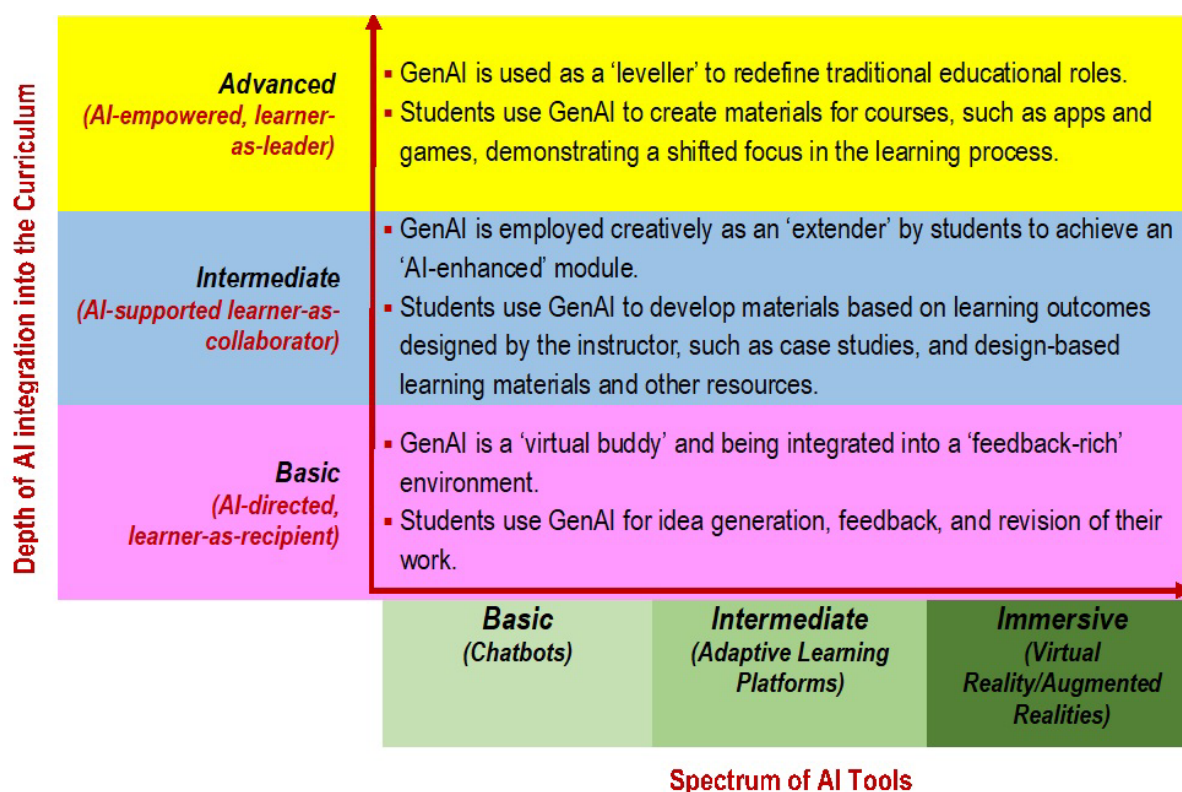 Depth of AI integration into the Curriculum
Advanced
(AI-empowered, learner-
as-leader)
▪ GenAI is used as a ‘leveller’ to redefine traditional educational roles.
▪ Students use GenAI to create materials for courses, such as apps and
games, demonstrating a shifted focus in the learning process.
Intermediate
(AI-supported learner-as-
collaborator)
▪ GenAI is employed creatively as an ‘extender’ by students to achieve an
‘AI-enhanced’ module.
▪ Students use GenAI to develop materials based on learning outcomes
designed by the instructor, such as case studies, and design-based
learning materials and other resources.
Basic
(AI-directed,
learner-as-recipient)
▪ GenAI is a ‘virtual buddy’ and being integrated into a ‘feedback-rich’
environment.
▪ Students use GenAI for idea generation, feedback, and revision of their
work.
Basic
(Chatbots)
Intermediate
(Adaptive Learning
Platforms)
Immersive
(Virtual
Reality/Augmented
Realities)
Spectrum of AI Tools